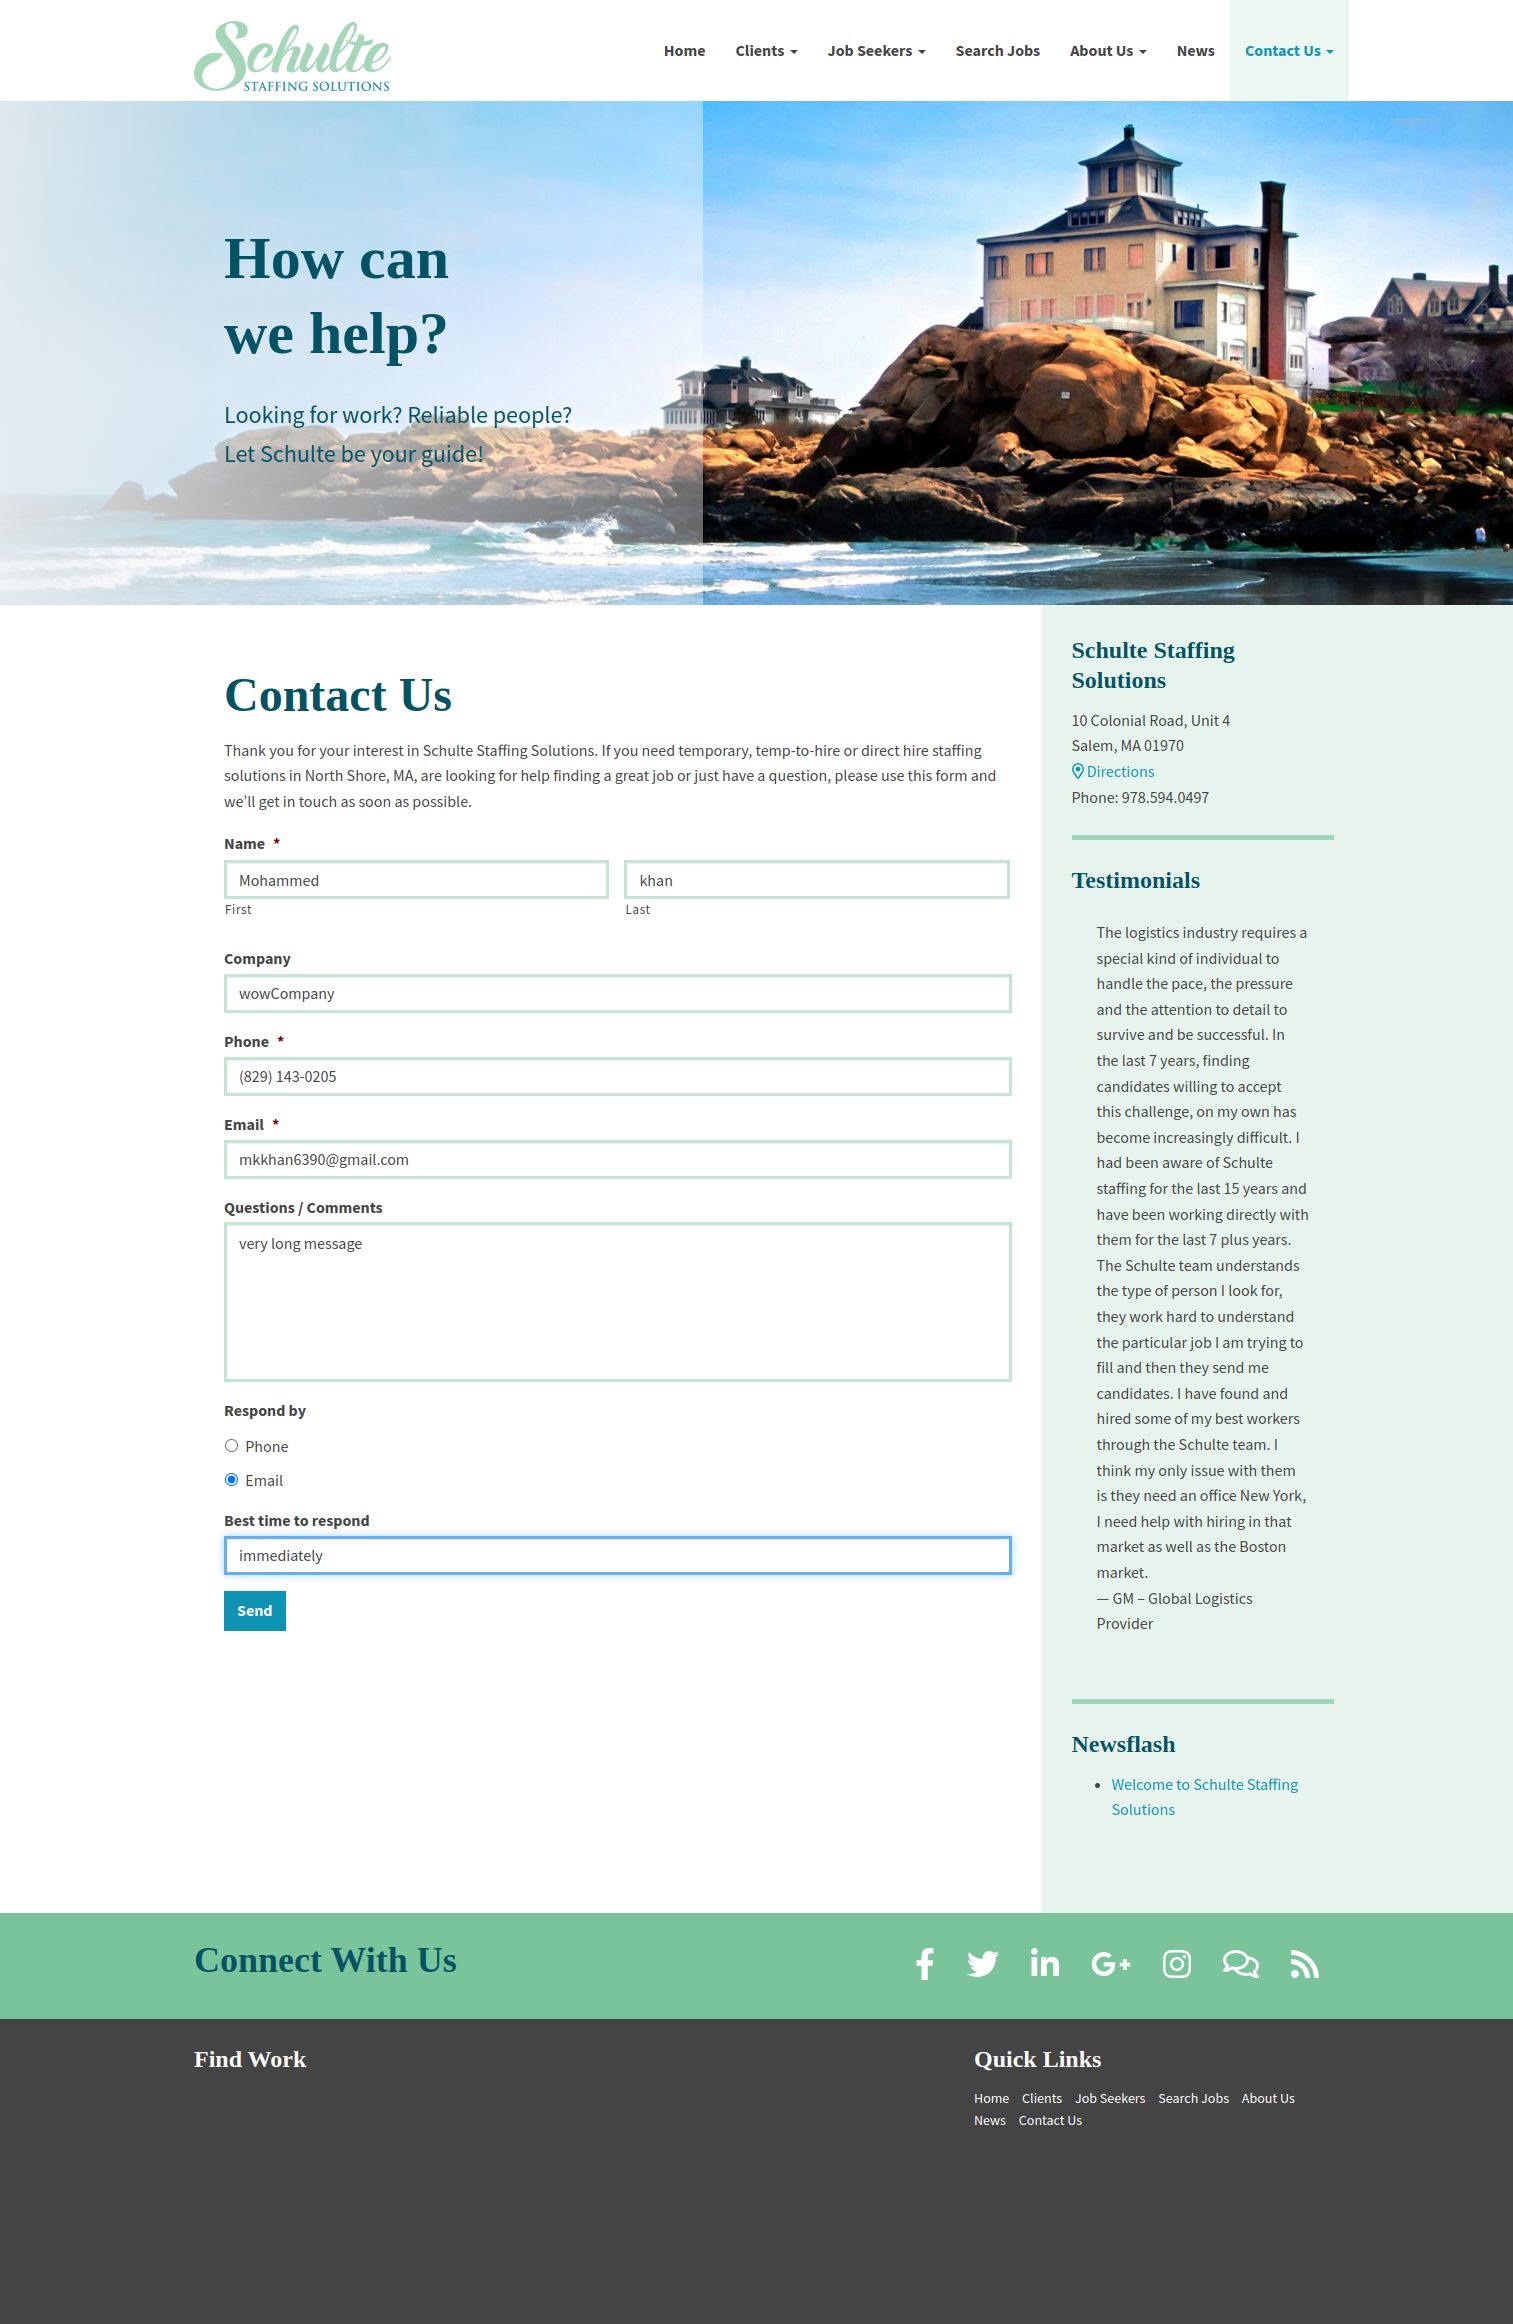 Schulte
STAFFING SOLUTIONS
Home Clients Job Seekers Search Jobs About Us News Contact Us
How can
we help?
Looking for work? Reliable people?
Let Schulte be your guide!
Contact Us
Thank you for your interest in Schulte Staffing Solutions. If you need temporary, temp-to-hire or direct hire staffing
solutions in North Shore, MA, are looking for help finding a great job or just have a question, please use this form and
we’ll get in touch as soon as possible.
Name *
Mohammed khan
First Last
Company
wowCompany
Phone *
(829) 143-0205
Email *
mkkhan6390@gmail.com
Questions / Comments
very long message
Respond by
Phone
Email
Best time to respond
immediately
Send
Schulte Staffing
Solutions
10 Colonial Road, Unit 4
Salem, MA 01970
Directions
Phone: 978.594.0497
Testimonials
The logistics industry requires a
special kind of individual to
handle the pace, the pressure
and the attention to detail to
survive and be successful. In
the last 7 years, finding
candidates willing to accept
this challenge, on my own has
become increasingly difficult. I
had been aware of Schulte
staffing for the last 15 years and
have been working directly with
them for the last 7 plus years.
The Schulte team understands
the type of person I look for,
they work hard to understand
the particular job I am trying to
fill and then they send me
candidates. I have found and
hired some of my best workers
through the Schulte team. I
think my only issue with them
is they need an office New York,
I need help with hiring in that
market as well as the Boston
market.
— GM – Global Logistics
Provider
Newsflash
Welcome to Schulte Staffing
Solutions
Connect With Us
Find Work
Quick Links
Home Clients Job Seekers Search Jobs About Us
News Contact Us